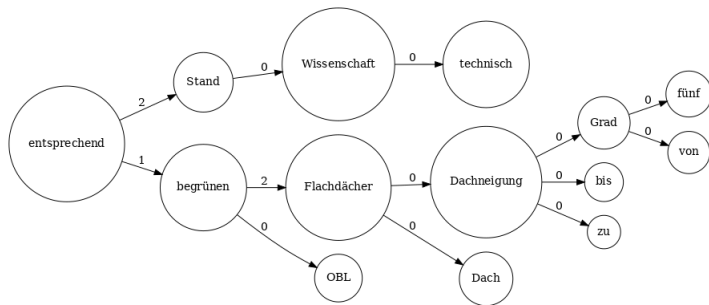 entsprechend
2
Stand
0
Wissenschaft
0
technisch
1
begrünen
2
Flachdächer
0
Dachneigung
0
Grad
0
fünf
0
von
0
bis
0
zu
0
Dach
0
OBL